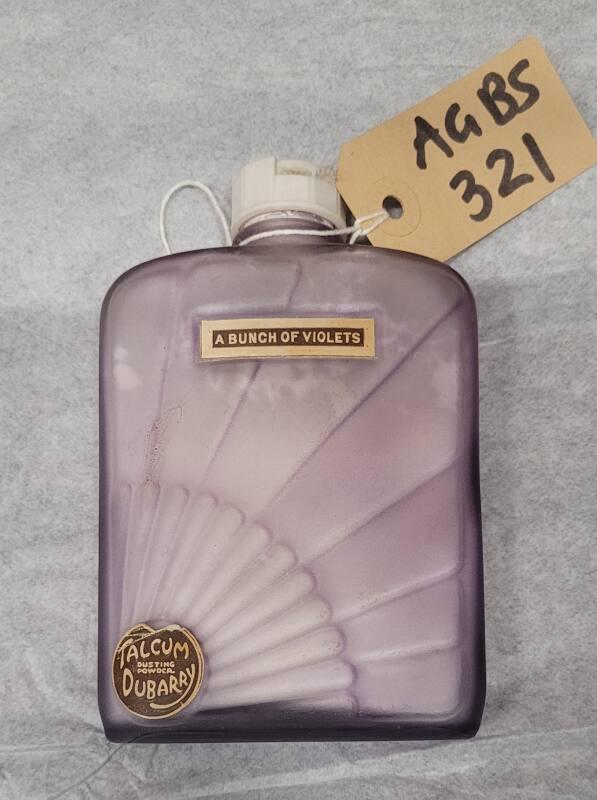 AGBS
321
A BUNCH OF VIOLETS
TALCUM
DUSTING
POWDER
DUBARRY